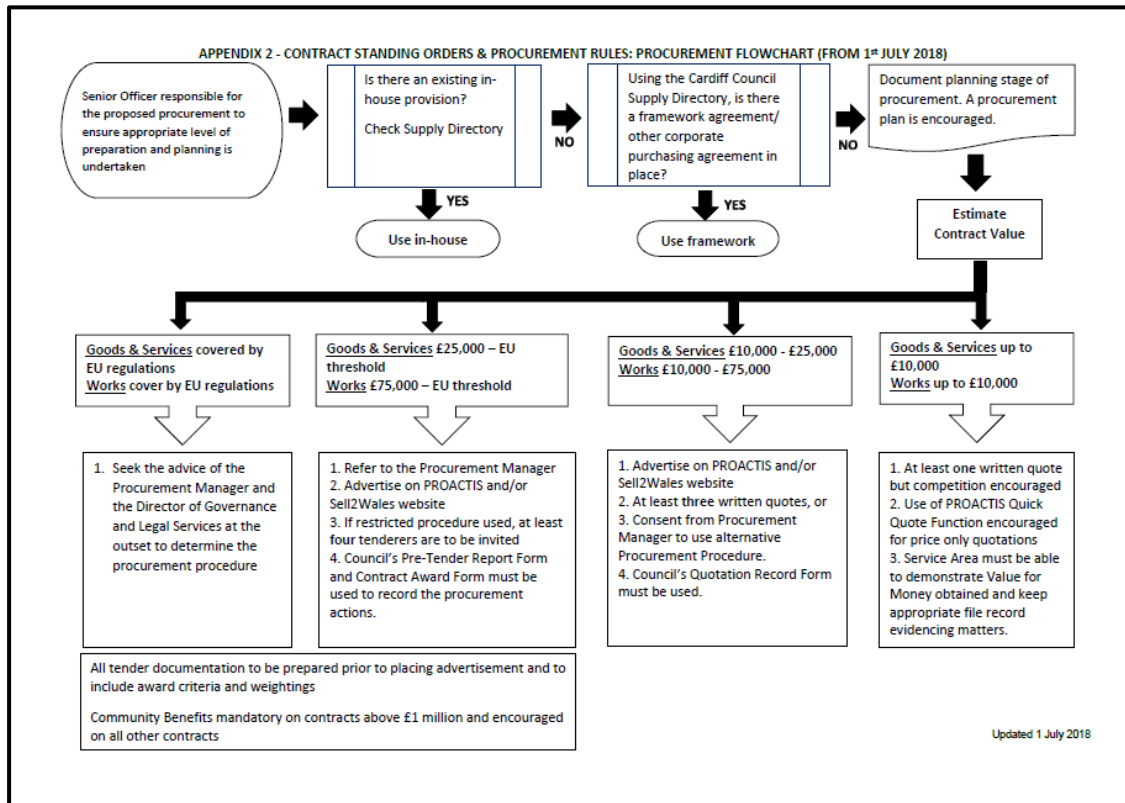 APPENDIX 2 - CONTRACT STANDING ORDERS & PROCUREMENT RULES: PROCUREMENT FLOWCHART (FROM 1st JULY 2018)
Senior Officer responsible for
the proposed procurement to
ensure appropriate level of
preparation and planning is
undertaken
Is there an existing in-
house provision?
Check Supply Directory
NO
Using the Cardiff Council
Supply Directory, is there
a framework agreement/
other corporate
purchasing agreement in
place?
NO
Document planning stage of
procurement. A procurement
plan is encouraged.
YES
Use in-house
YES
Use framework
Estimate
Contract Value
Goods & Services covered by
EU regulations
Works cover by EU regulations
Goods & Services £25,000 – EU
threshold
Works £75,000 – EU threshold
Goods & Services £10,000 - £25,000
Works £10,000 - £75,000
Goods & Services up to
£10,000
Works up to £10,000
1. Seek the advice of the
Procurement Manager and
the Director of Governance
and Legal Services at the
outset to determine the
procurement procedure
1. Refer to the Procurement Manager
2. Advertise on PROACTIS and/or
Sell2Wales website
3. If restricted procedure used, at least
four tenderers are to be invited
4. Council's Pre-Tender Report Form
and Contract Award Form must be
used to record the procurement
actions.
1. Advertise on PROACTIS and/or
Sell2Wales website
2. At least three written quotes, or
3. Consent from Procurement
Manager to use alternative
Procurement Procedure.
4. Council's Quotation Record Form
must be used.
1. At least one written quote
but competition encouraged
2. Use of PROACTIS Quick
Quote Function encouraged
for price only quotations
3. Service Area must be able
to demonstrate Value for
Money obtained and keep
appropriate file record
evidencing matters.
All tender documentation to be prepared prior to placing advertisement and to
include award criteria and weightings
Community Benefits mandatory on contracts above £1 million and encouraged
on all other contracts
Updated 1 July 2018